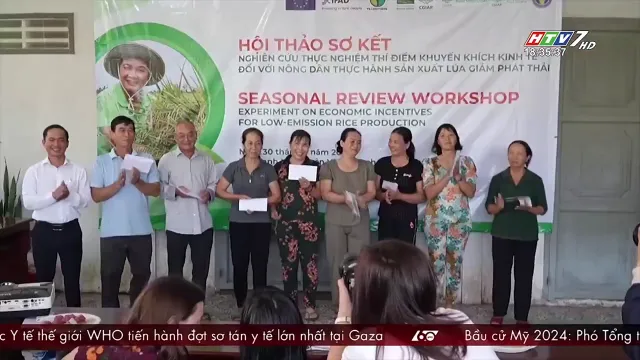 IFAD
HTV7 HD
18:35:37
HỘI THẢO SƠ KẾT
NGHIÊN CỨU THỰC NGHIỆM THÍ ĐIỂM KHUYẾN KHÍCH KINH TẾ
ĐỐI VỚI NÔNG DÂN THỰC HÀNH SẢN XUẤT LÚA GIẢM PHÁT THẢI
SEASONAL REVIEW WORKSHOP
EXPERIMENT ON ECONOMIC INCENTIVES
FOR LOW-EMISSION RICE PRODUCTION
30
Y tế thế giới WHO tiến hành đợt sơ tán y tế lớn nhất tại Gaza
Bầu cử Mỹ 2024: Phó Tổng